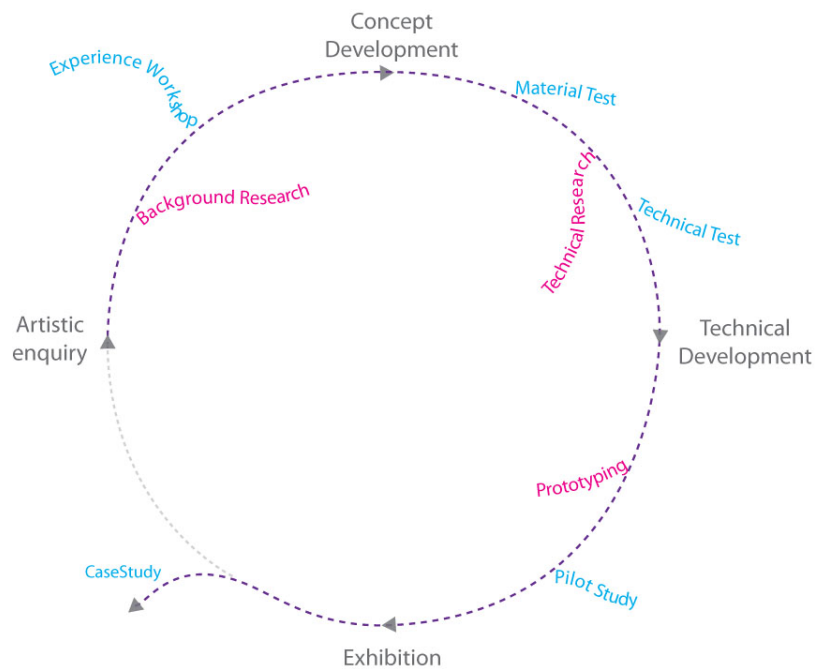 Concept
Development
Experience Workshop
Material Test
Background Research
Technical Research
Technical Test
Artistic
enquiry
Technical
Development
Prototyping
CaseStudy
Pilot Study
Exhibition